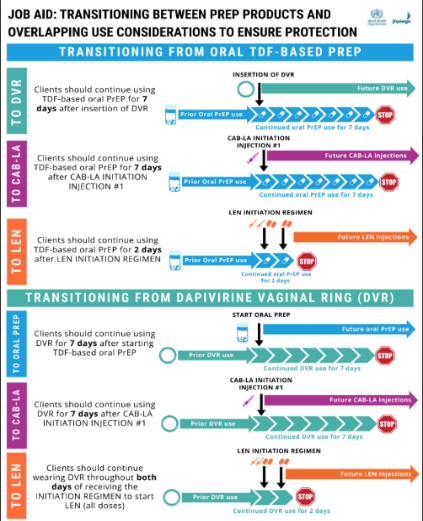 JOB AID: TRANSITIONING BETWEEN PREP PRODUCTS AND
OVERLAPPING USE CONSIDERATIONS TO ENSURE PROTECTION
TRANSITIONING FROM ORAL TDF-BASED PREP
TO DVR
Clients should continue using
TDF-based oral PrEP for 7
days after insertion of DVR
INSERTION OF DVR
Future DVR use
Prior Oral PrEP use
STOP
Continued oral PrEP use for 7 days
TO CAB-LA
Clients should continue using
TDF-based oral PrEP for 7 days
after CAB-LA INITIATION
INJECTION #1
CAB-LA INITIATION
INJECTION #1
Future CAB-LA Injections
Prior Oral PrEP use
STOP
Continued oral PrEP use for 7 days
TO LEN
Clients should continue using
TDF-based oral PrEP for 2 days
after LEN INITIATION REGIMEN
LEN INITIATION REGIMEN
Future LEN Injections
Prior Oral PrEP use
STOP
Continued oral PrEP use
for 2 days
TRANSITIONING FROM DAPIVIRINE VAGINAL RING (DVR)
TO ORAL PREP
Clients should continue using
DVR for 7 days after starting
TDF-based oral PrEP
START ORAL PREP
Future oral PrEP use
Prior DVR use
STOP
Continued DVR use for 7 days
TO CAB-LA
Clients should continue using
DVR for 7 days after CAB-LA
INITIATION INJECTION #1
CAB-LA INITIATION
INJECTION #1
Future CAB-LA Injections
Prior DVR use
STOP
Continued DVR use for 7 days
TO LEN
Clients should continue
wearing DVR throughout both
days of receiving the
INITIATION REGIMEN to start
LEN (all doses)
LEN INITIATION REGIMEN
Future LEN Injections
Prior DVR use
STOP
Continued DVR use for 2 days